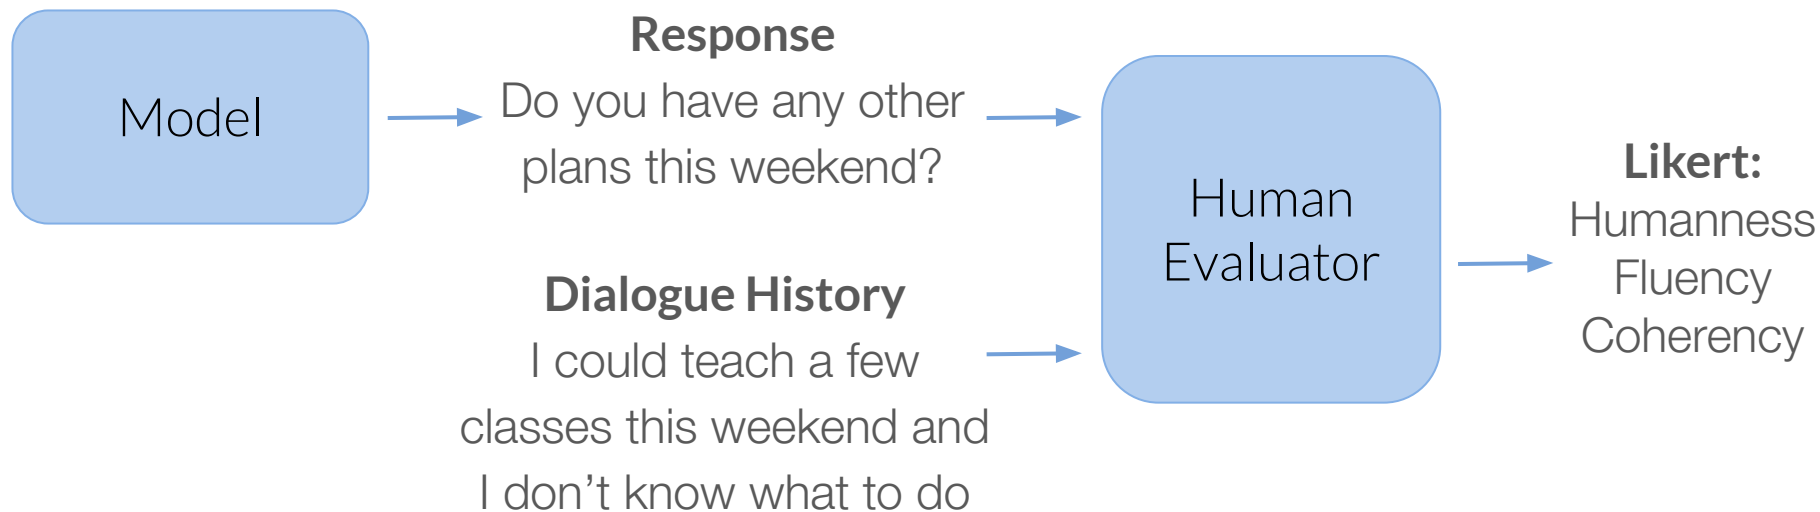 Model
Response
Do you have any other
plans this weekend?
Dialogue History
I could teach a few
classes this weekend and
I don’t know what to do
Human
Evaluator
Likert:
Humanness
Fluency
Coherency